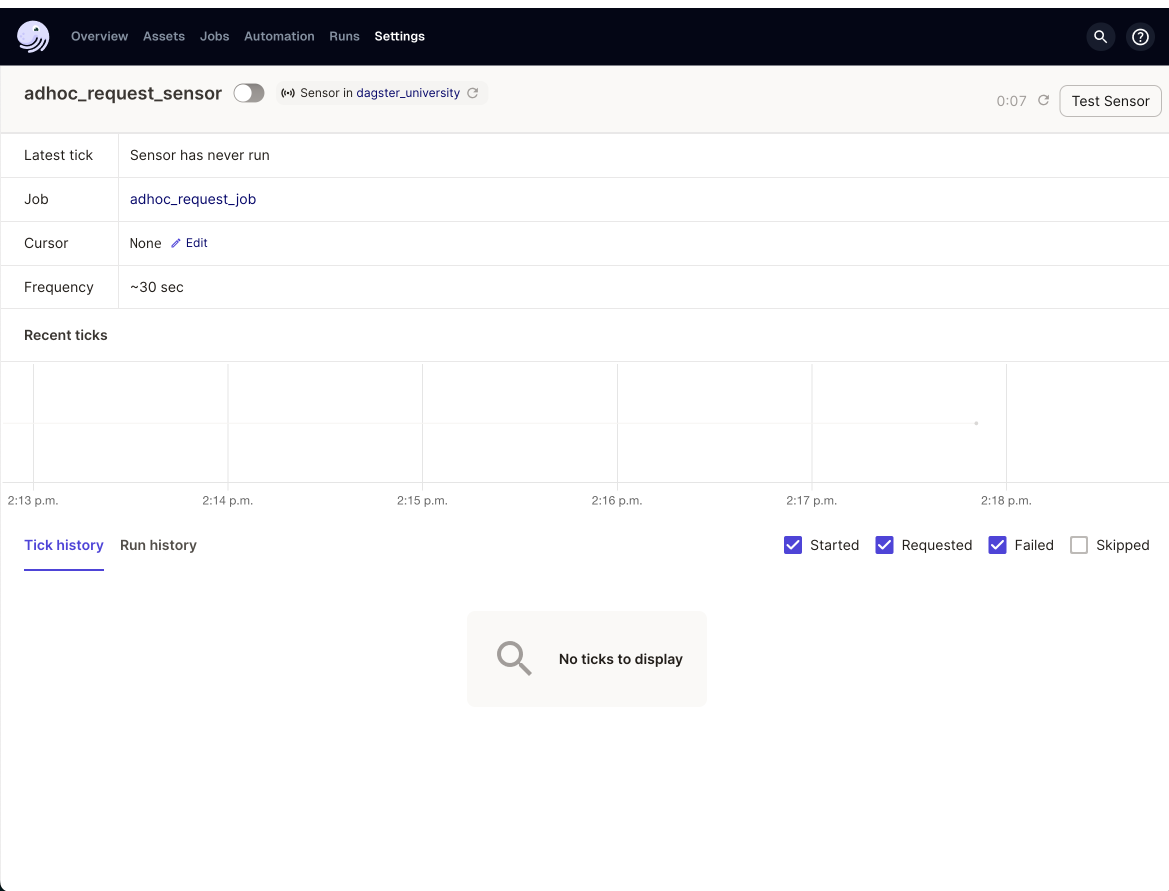 Overview Assets Jobs Automation Runs Settings
adhoc_request_sensor Sensor in dagster_university 0:07 Test Sensor
Latest tick Sensor has never run
Job adhoc_request_job
Cursor None Edit
Frequency ~30 sec
Recent ticks
2:13 p.m. 2:14 p.m. 2:15 p.m. 2:16 p.m. 2:17 p.m. 2:18 p.m.
Tick history Run history Started Requested Failed Skipped
No ticks to display